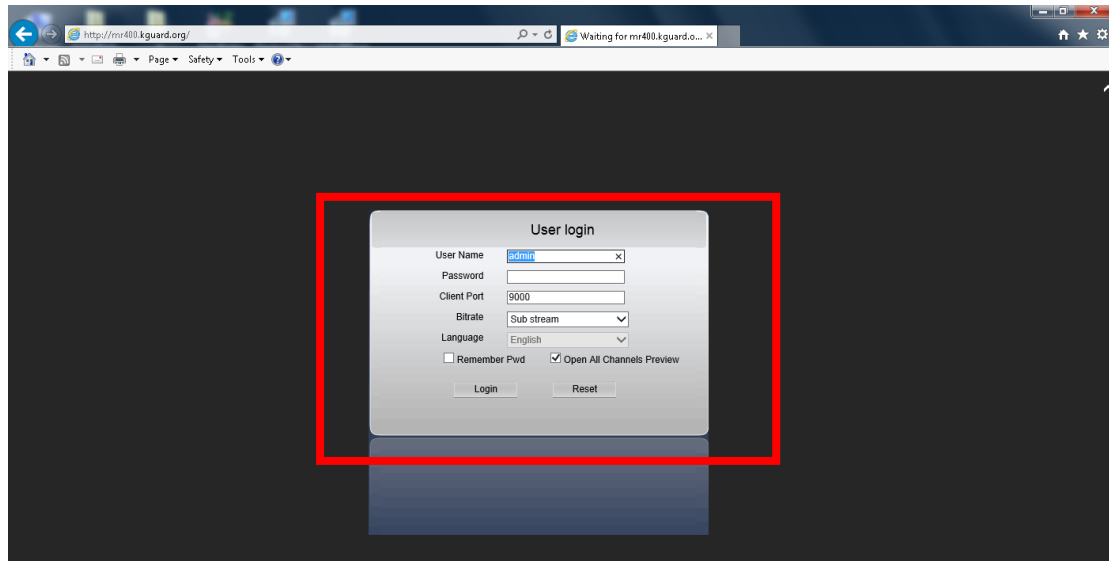 http://mr400.kguard.org/
Waiting for mr400.kguard.o...
Page Safety Tools
User login
User Name admin
Password
Client Port 9000
Bitrate Sub stream
Language English
Remember Pwd Open All Channels Preview
Login Reset